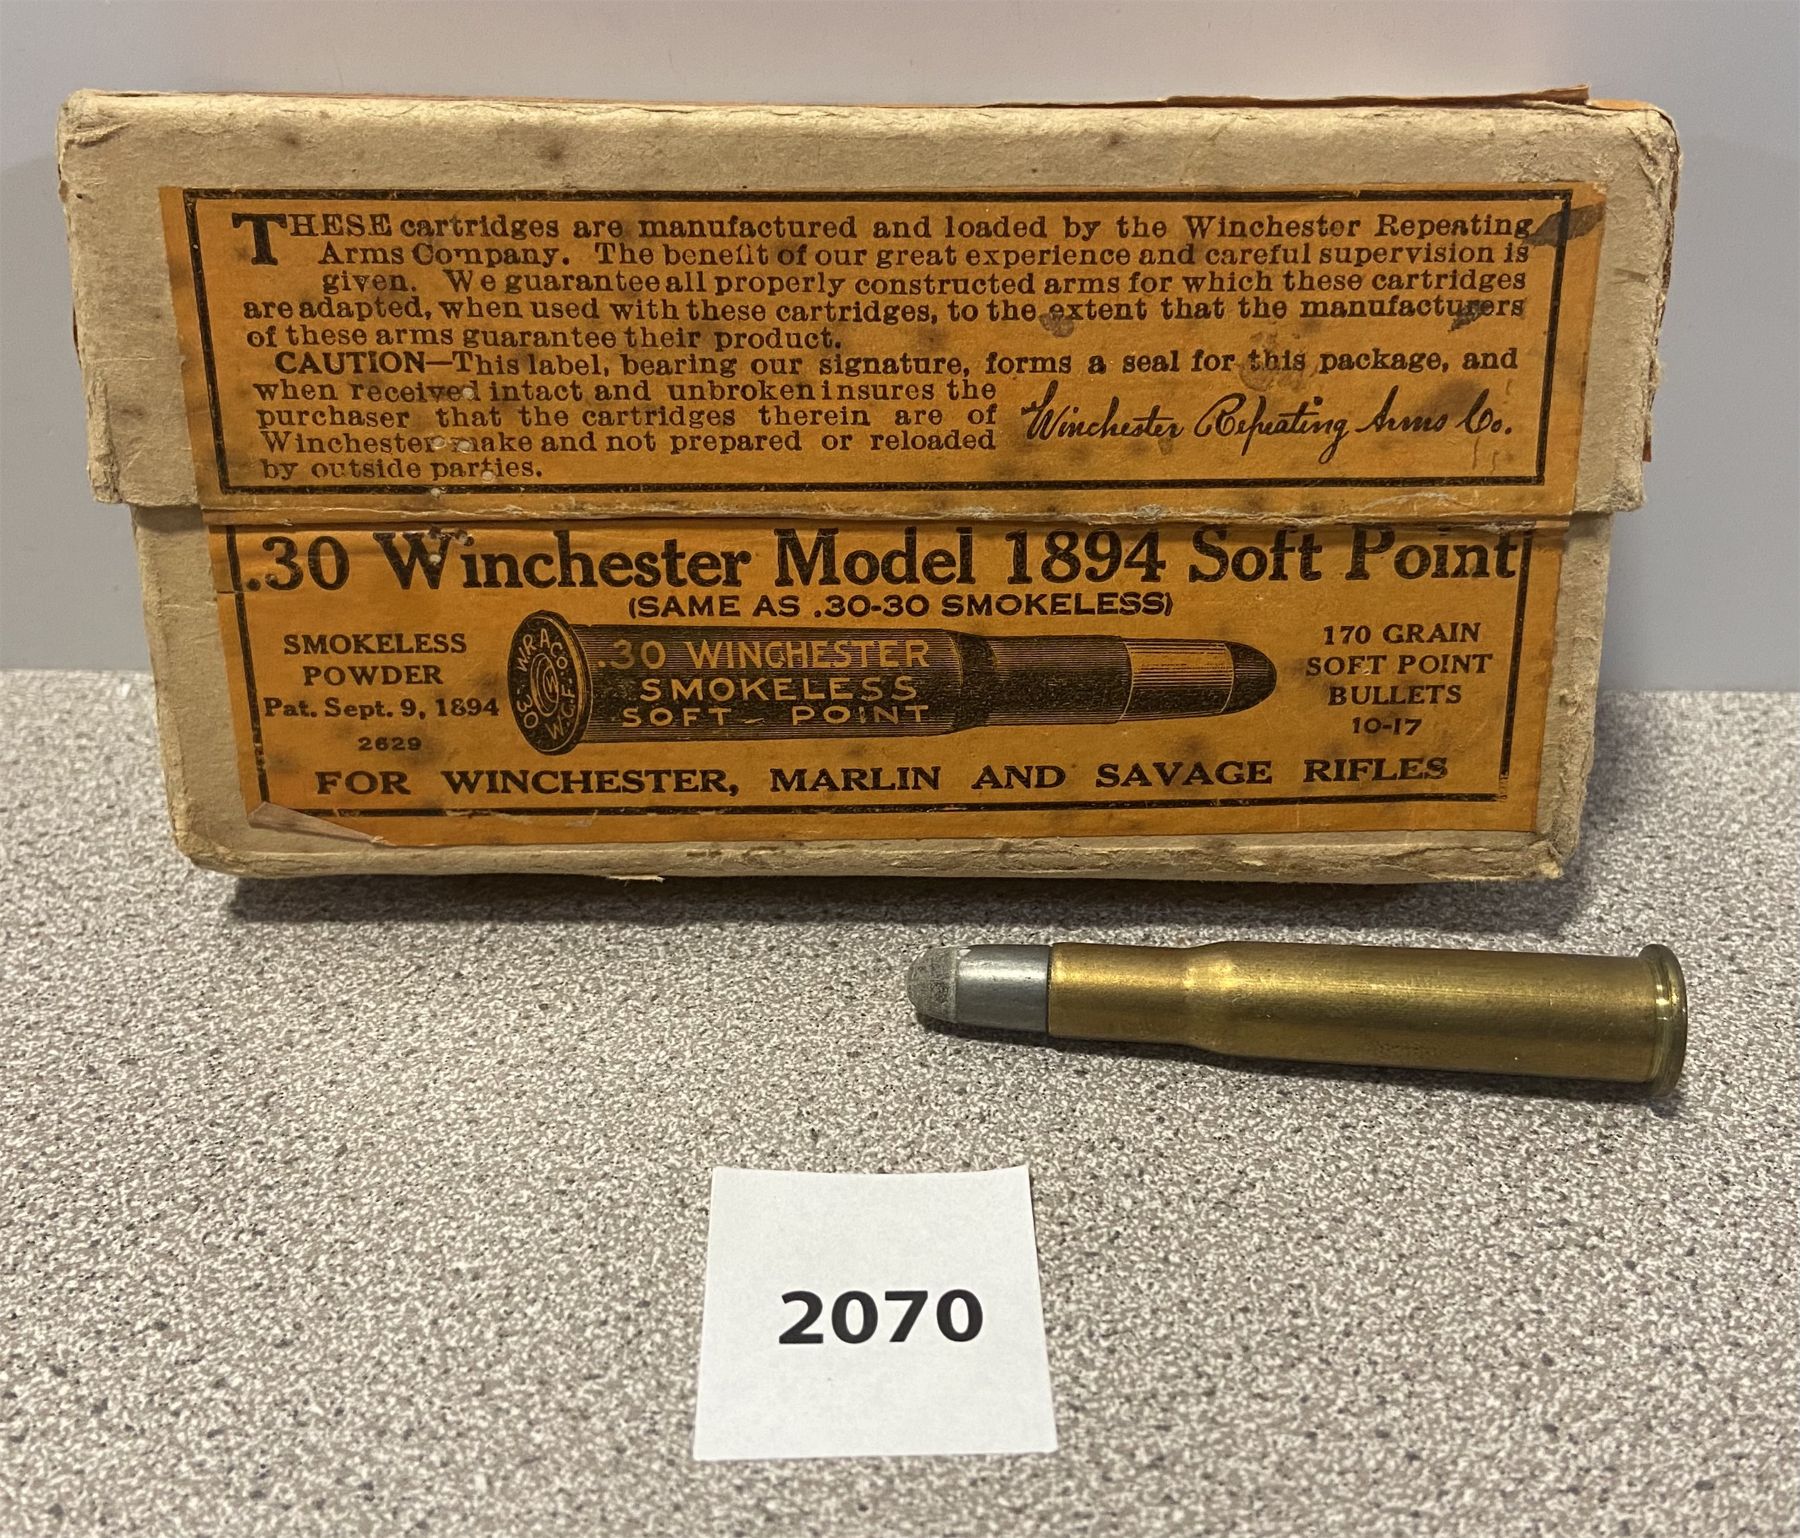 THESE cartridges are manufactured and loaded by the Winchester Repeating
Arms Company. The benefit of our great experience and careful supervision is
given. We guarantee all properly constructed arms for which these cartridges
are adapted, when used with these cartridges, to the extent that the manufacturers
of these arms guarantee their product.
CAUTION—This label, bearing our signature, forms a seal for this package, and
when received intact and unbroken insures the
purchaser that the cartridges therein are of
Winchester make and not prepared or reloaded
by outside parties.
Winchester Repeating Arms Co.
.30 Winchester Model 1894 Soft Point
(SAME AS .30-30 SMOKELESS)
SMOKELESS
POWDER
Pat. Sept. 9, 1894
2629
W.R.A.Co.
.30 W.C.F.
.30 WINCHESTER
SMOKELESS
SOFT - POINT
170 GRAIN
SOFT POINT
BULLETS
10-17
FOR WINCHESTER, MARLIN AND SAVAGE RIFLES
2070